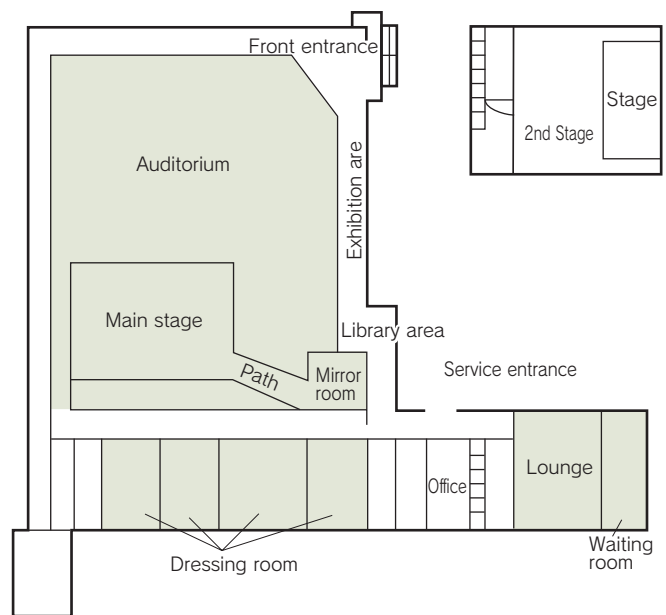 Front entrance
Stage
2nd Stage
Auditorium
Exhibition are
Main stage
Library area
Path
Mirror
room
Service entrance
Office
Lounge
Dressing room
Waiting
room